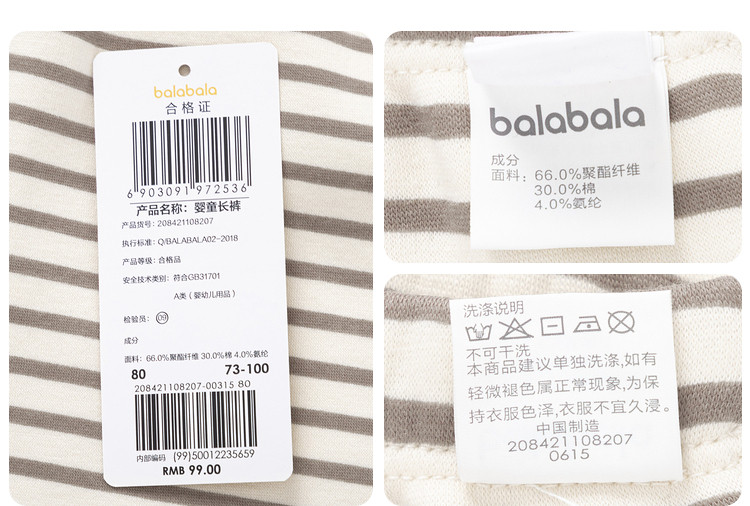 balabala
合格证
6 903091 972536
产品名称：婴童长裤
产品货号：208421108207
执行标准：Q/BALABALA02-2018
产品等级：合格品
安全技术类别：符合GB31701
A类（婴幼儿用品）
检验员：09
成分
面料：66.0%聚酯纤维 30.0%棉 4.0%氨纶
80 73-100
208421108207-00315 80
内部编码 (99)50012235659
RMB 99.00
balabala
成分
面料：66.0%聚酯纤维
30.0%棉
4.0%氨纶
洗涤说明
不可干洗
本商品建议单独洗涤,如有
轻微褪色属正常现象,为保
持衣服色泽,衣服不宜久浸。
中国制造
208421108207
0615